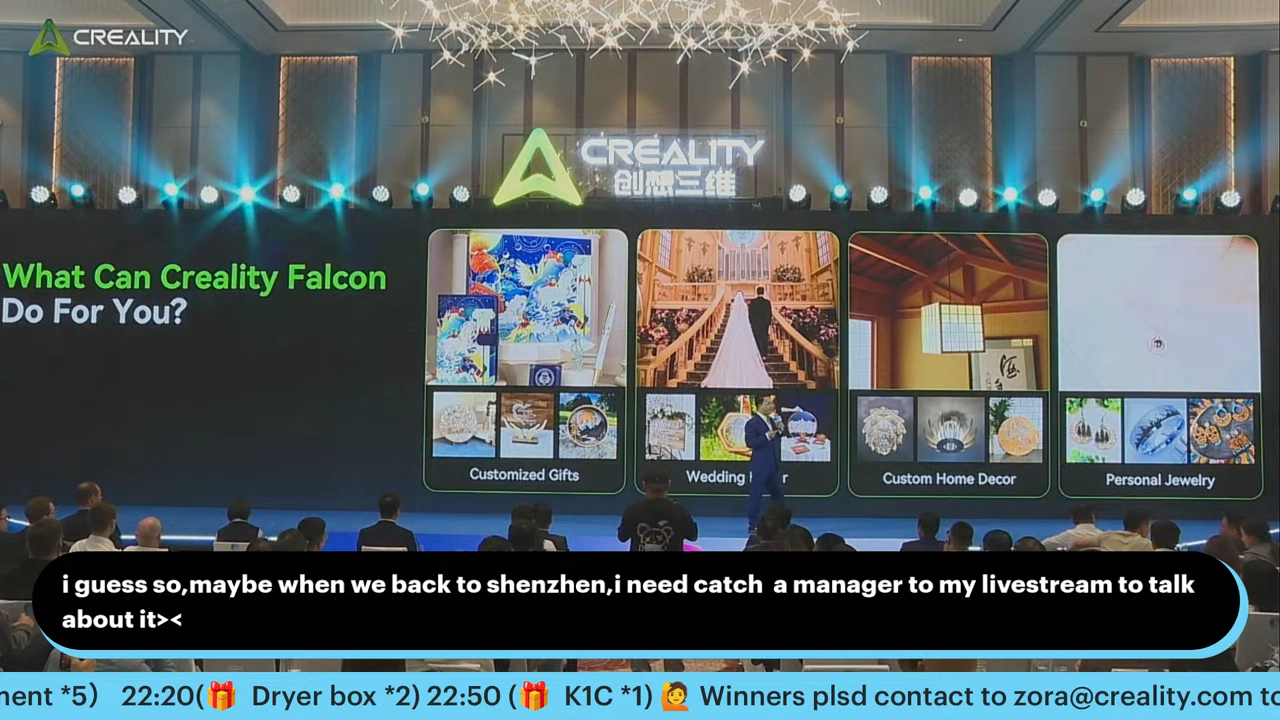 CREALITY
CREALITY
创想三维
What Can Creality Falcon
Do For You?
Customized Gifts
Wedding
Custom Home Decor
Personal Jewelry
i guess so,maybe when we back to shenzhen,i need catch a manager to my livestream to talk
about it><
*5) 22:20(🎁 Dryer box *2) 22:50 (🎁 K1C *1) 🙋 Winners plsd contact to zora@creality.com